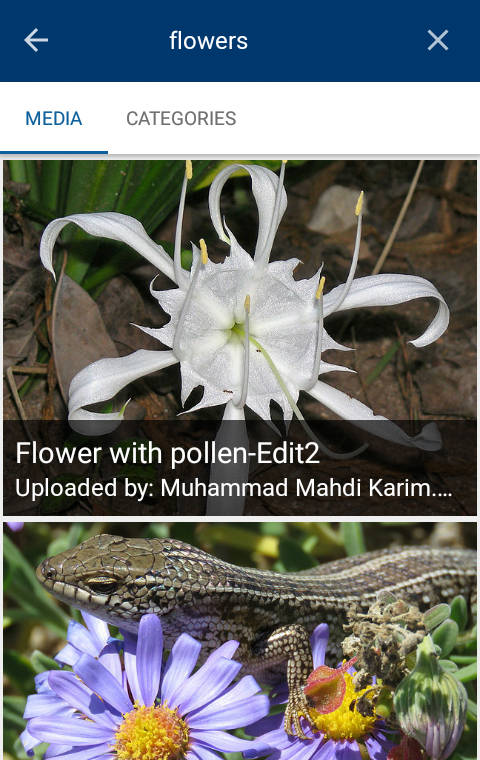 flowers
MEDIA
CATEGORIES
Flower with pollen-Edit2
Uploaded by: Muhammad Mahdi Karim....